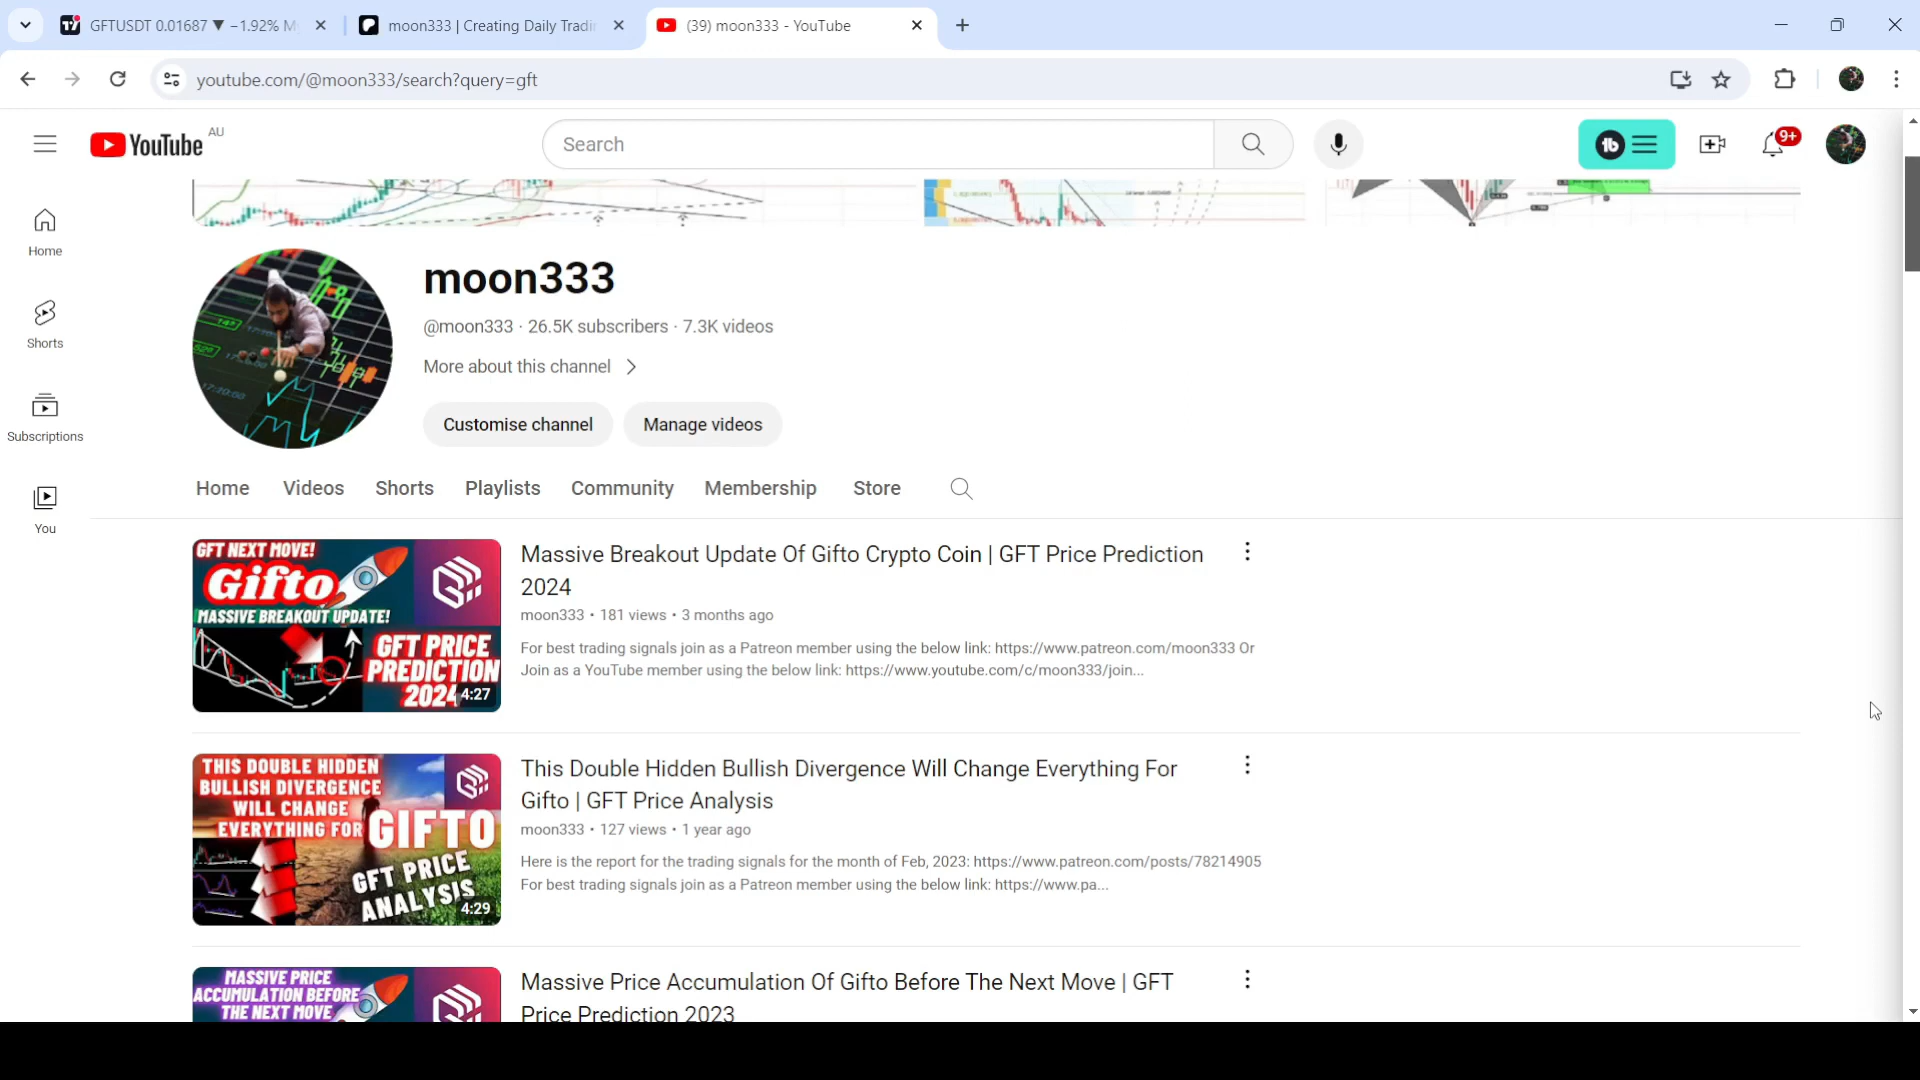 GFTUSDT 0.01687 ▼ −1.92%
moon333 | Creating Daily Tradi
(39) moon333 - YouTube
youtube.com/@moon333/search?query=gft
YouTube AU
Search
9+
Home
Shorts
Subscriptions
You
moon333
@moon333 · 26.5K subscribers · 7.3K videos
More about this channel
Customise channel
Manage videos
Home Videos Shorts Playlists Community Membership Store
GFT NEXT MOVE!
Gifto
MASSIVE BREAKOUT UPDATE!
GFT PRICE
PREDICTION
2024
4:27
Massive Breakout Update Of Gifto Crypto Coin | GFT Price Prediction
2024
moon333 • 181 views • 3 months ago
For best trading signals join as a Patreon member using the below link: https://www.patreon.com/moon333 Or
Join as a YouTube member using the below link: https://www.youtube.com/c/moon333/join...
THIS DOUBLE HIDDEN
BULLISH DIVERGENCE
WILL CHANGE
EVERYTHING FOR
GIFTO
GFT PRICE
ANALYSIS
4:29
This Double Hidden Bullish Divergence Will Change Everything For
Gifto | GFT Price Analysis
moon333 • 127 views • 1 year ago
Here is the report for the trading signals for the month of Feb, 2023: https://www.patreon.com/posts/78214905
For best trading signals join as a Patreon member using the below link: https://www.pa...
MASSIVE PRICE
ACCUMULATION BEFORE
THE NEXT MOVE
Massive Price Accumulation Of Gifto Before The Next Move | GFT
Price Prediction 2023